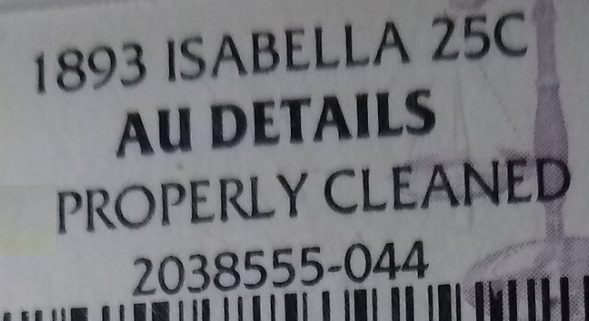 1893 ISABELLA 25C
AU DETAILS
PROPERLY CLEANED
2038555-044